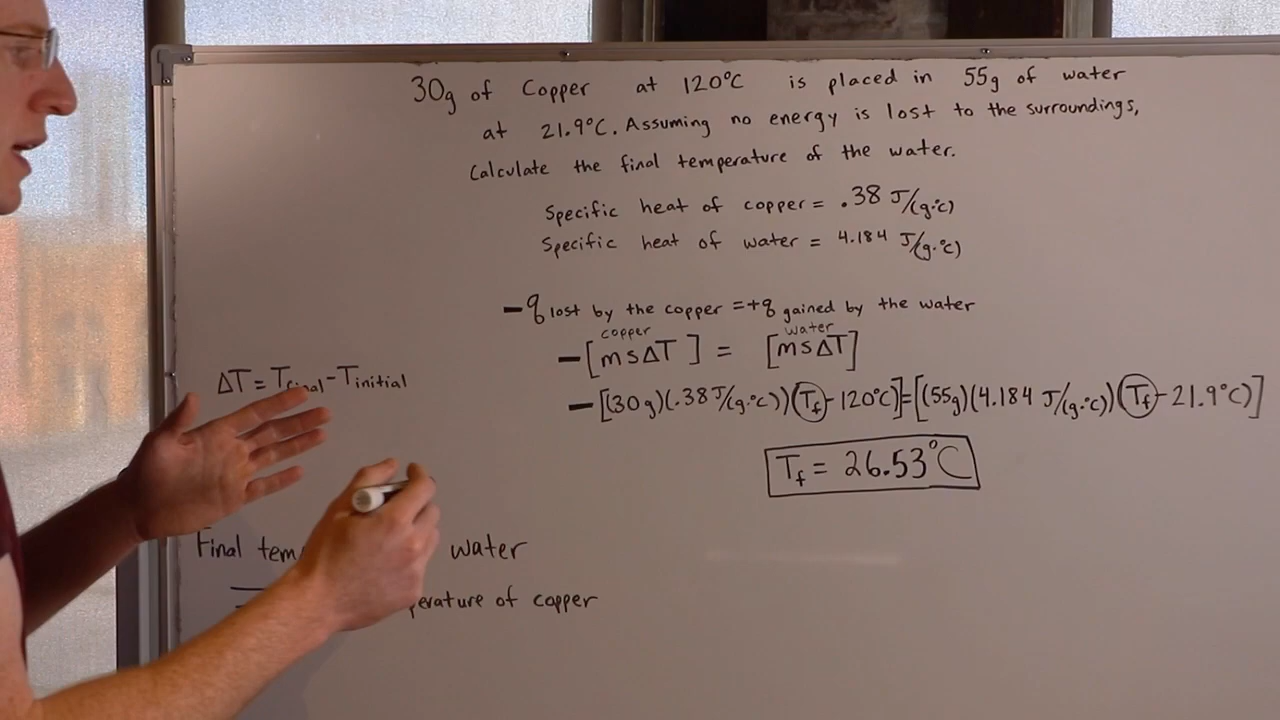 30g of Copper at 120°C is placed in 55g of water
at 21.9°C. Assuming no energy is lost to the surroundings,
Calculate the final temperature of the water.
Specific heat of copper = .38 J/(g·°C)
Specific heat of water = 4.184 J/(g·°C)
-q lost by the copper = +q gained by the water
copper water
-[msΔT] = [msΔT]
ΔT = Tfinal - Tinitial
-[(30g)(.38J/(g·°C))(Tf - 120°C)] = [(55g)(4.184 J/(g·°C))(Tf - 21.9°C)]
Tf = 26.53°C
Final water
of copper